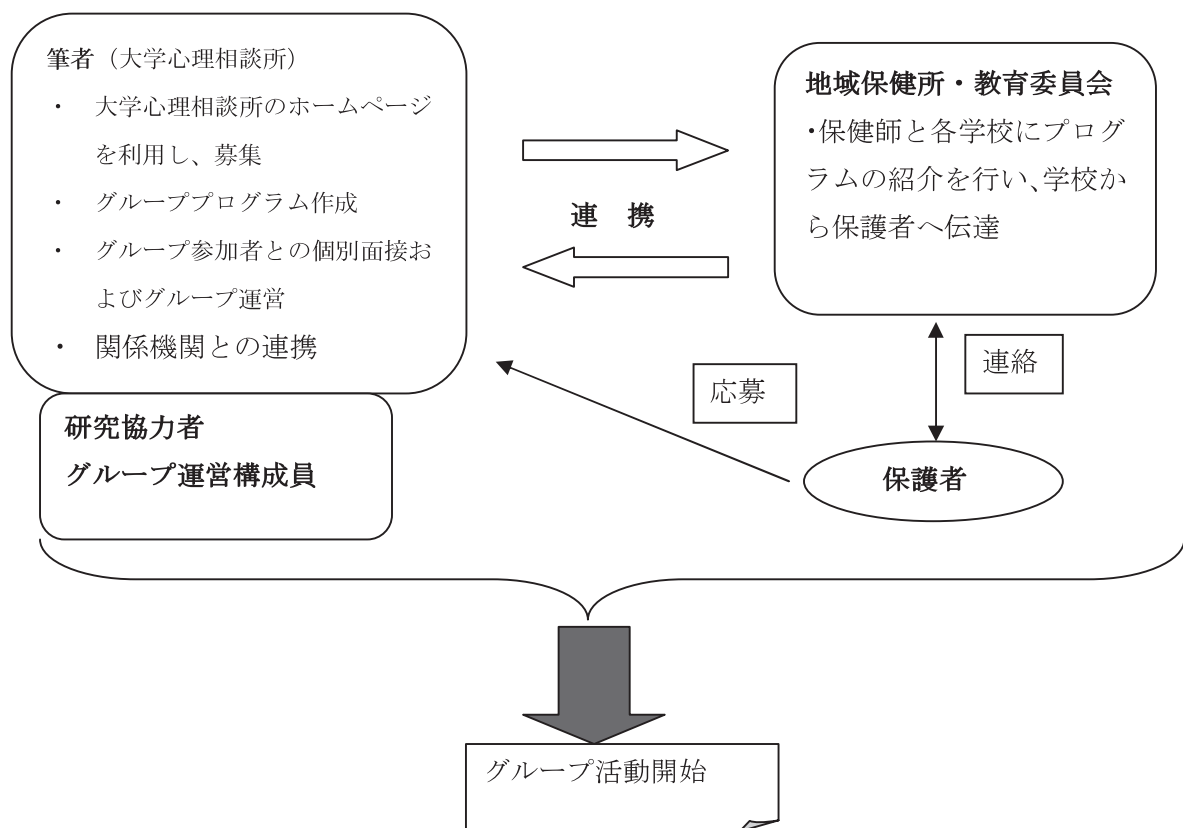 筆者（大学心理相談所）
・ 大学心理相談所のホームページ
を利用し、募集
・ グループプログラム作成
・ グループ参加者との個別面接お
よびグループ運営
・ 関係機関との連携
研究協力者
グループ運営構成員
連 携
地域保健所・教育委員会
・保健師と各学校にプログ
ラムの紹介を行い、学校か
ら保護者へ伝達
連絡
応募
保護者
グループ活動開始